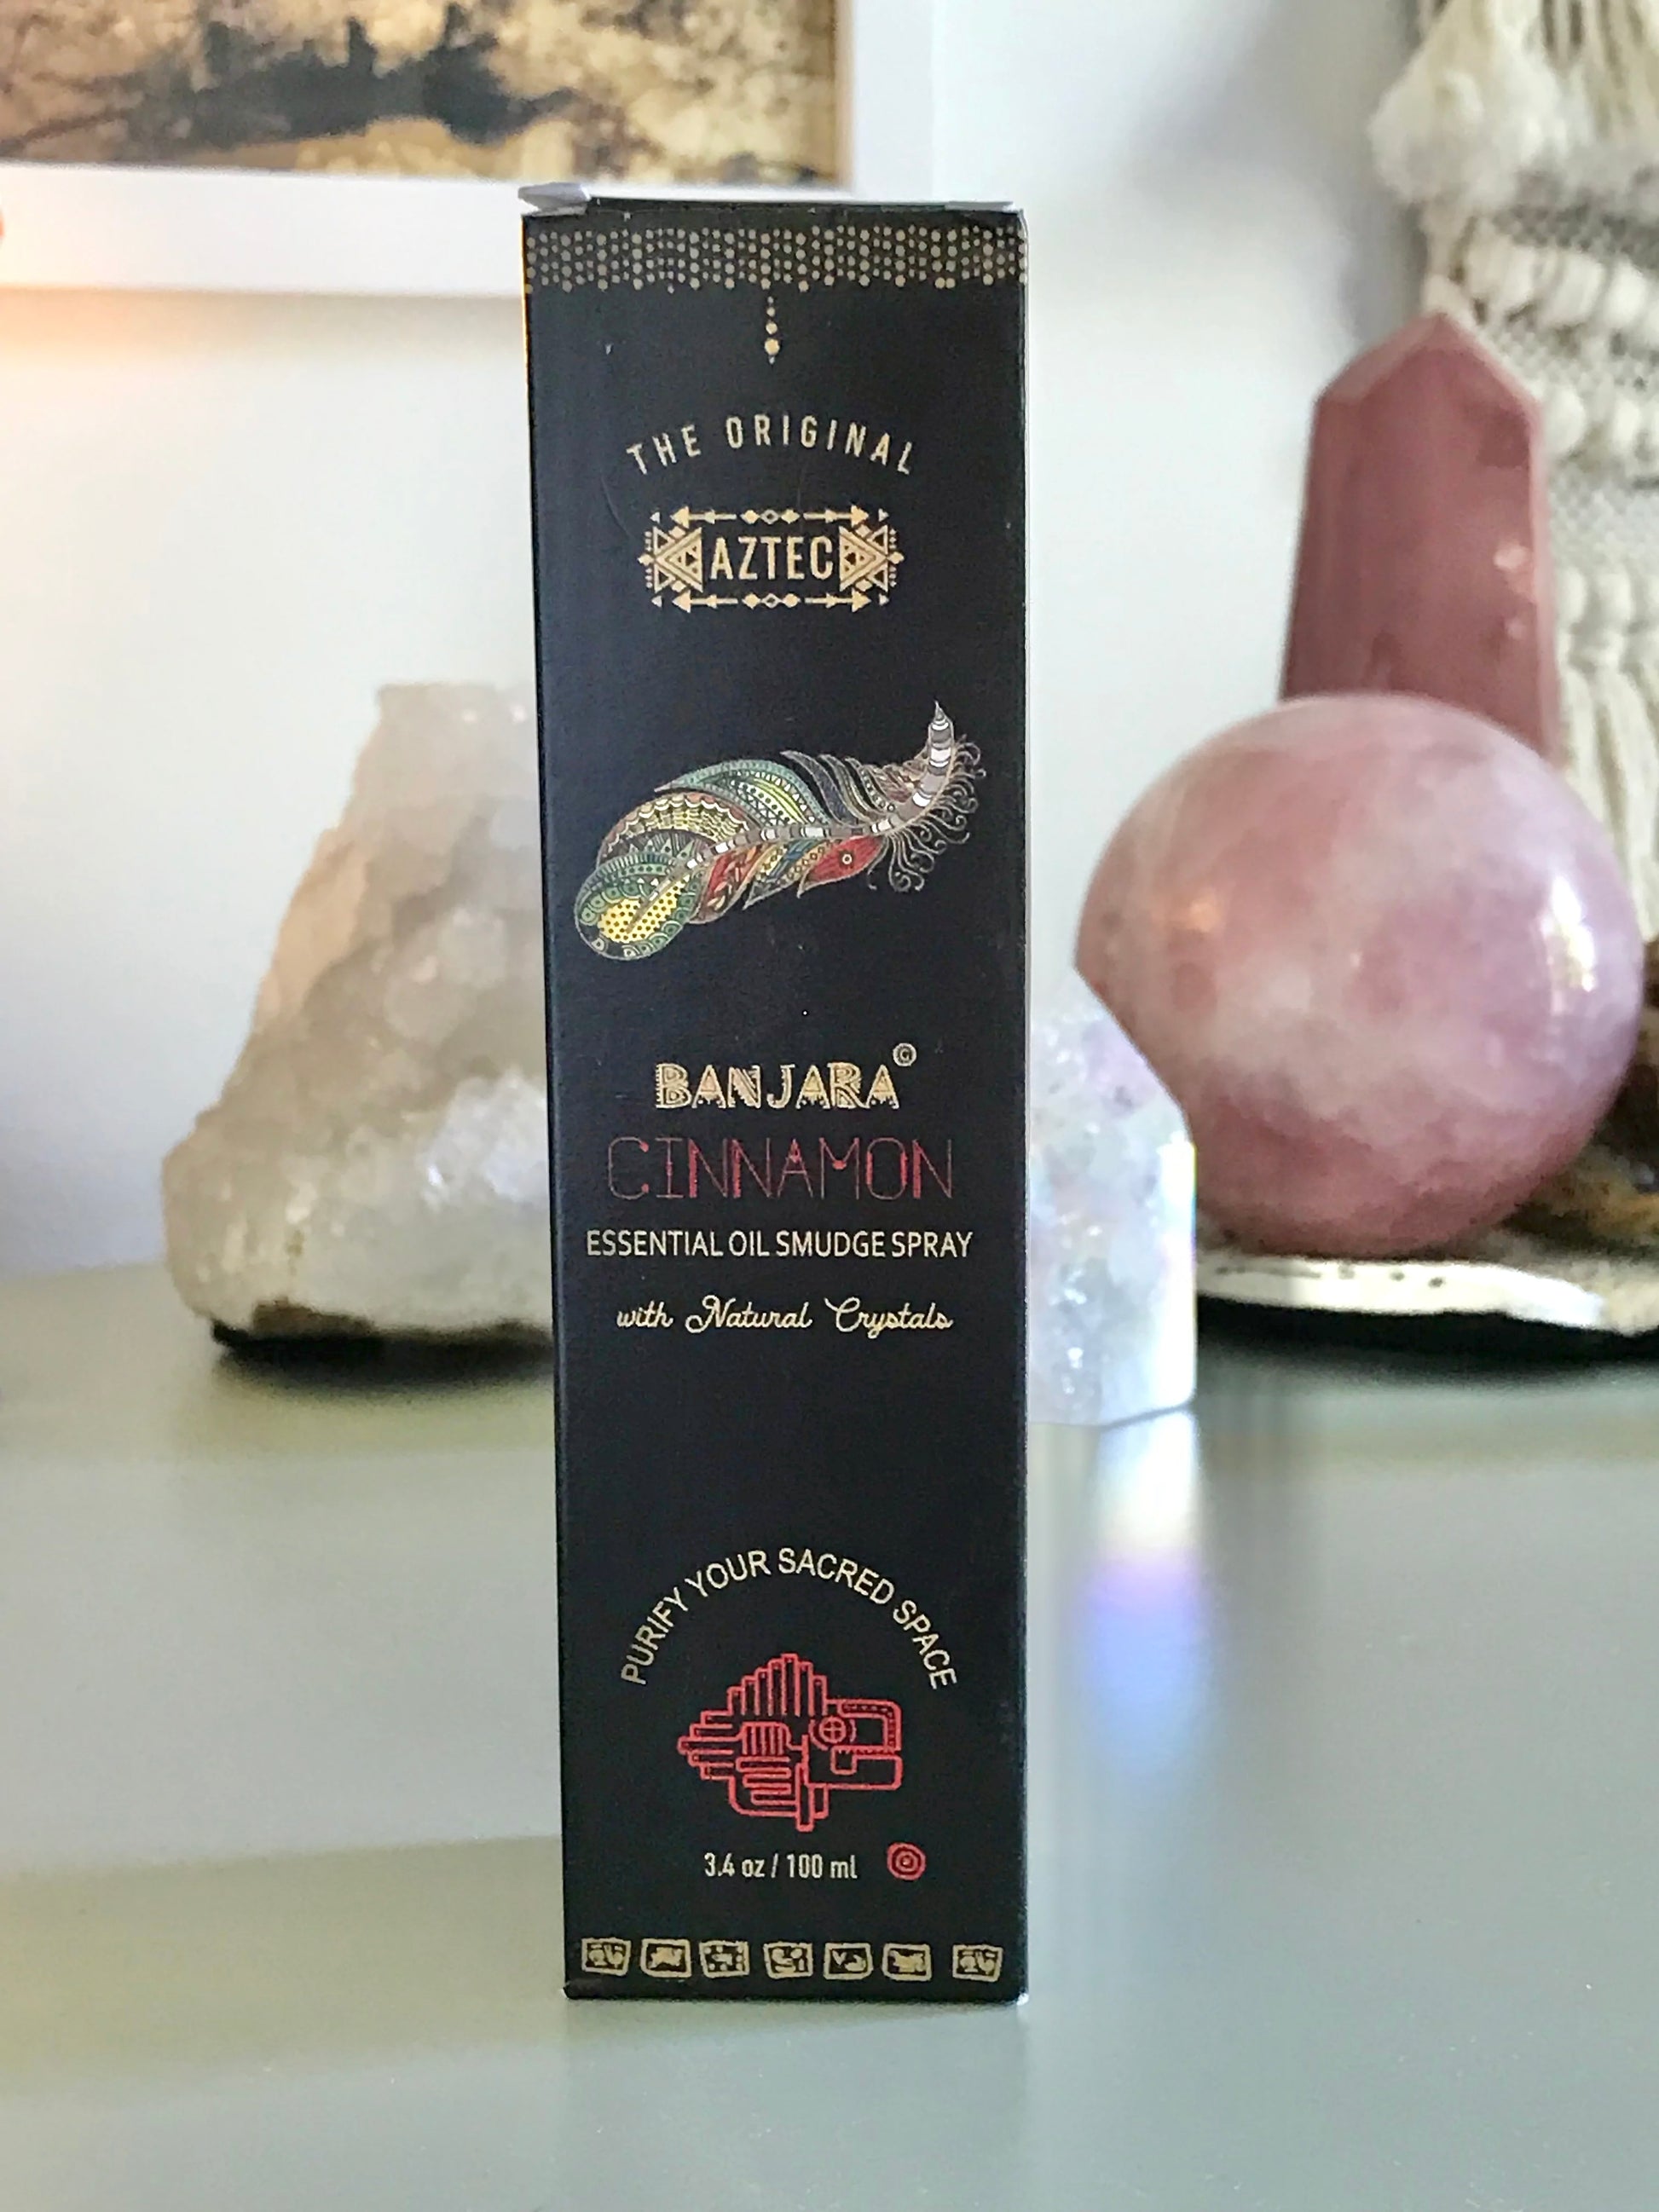 THE ORIGINAL
AZTEC
BANJARA©
CINNAMON
ESSENTIAL OIL SMUDGE SPRAY
with Natural Crystals
PURIFY YOUR SACRED SPACE
3.4 oz / 100 ml